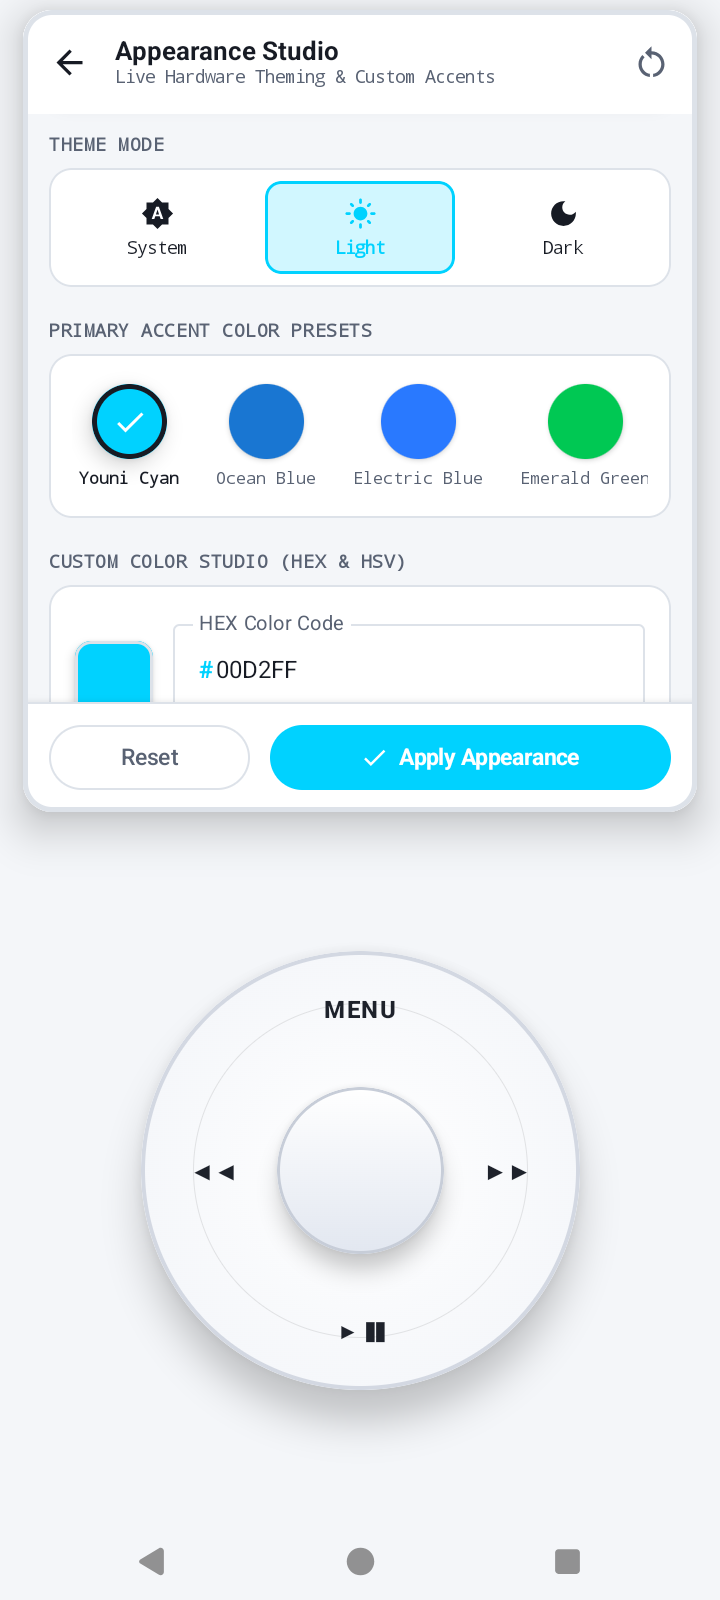 Appearance Studio
Live Hardware Theming & Custom Accents
THEME MODE
A
System
Light
Dark
PRIMARY ACCENT COLOR PRESETS
Youni Cyan
Ocean Blue
Electric Blue
Emerald Green
CUSTOM COLOR STUDIO (HEX & HSV)
HEX Color Code
#00D2FF
Reset
Apply Appearance
MENU